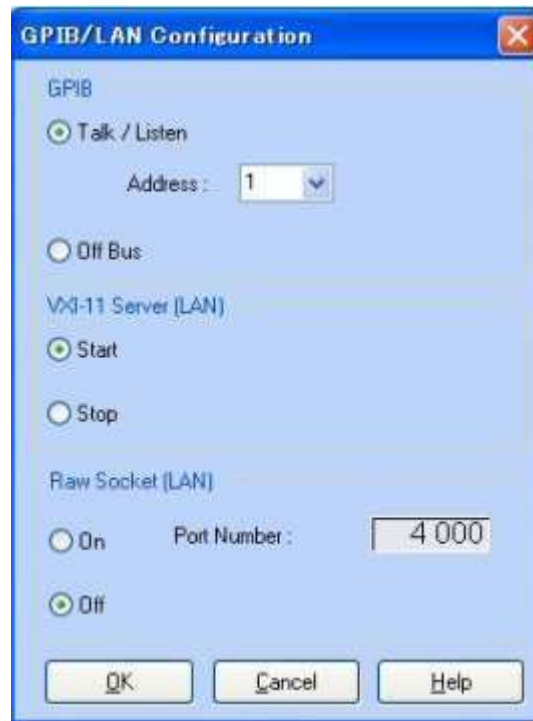 GPIB/LAN Configuration
GPIB
Talk / Listen
Address : 1
Off Bus
VXI-11 Server (LAN)
Start
Stop
Raw Socket (LAN)
On Port Number : 4 000
Off
OK Cancel Help